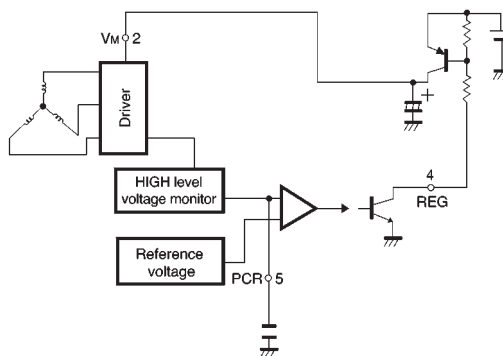 VM 2
Driver
HIGH level
voltage monitor
4
REG
Reference
voltage
PCR 5
+